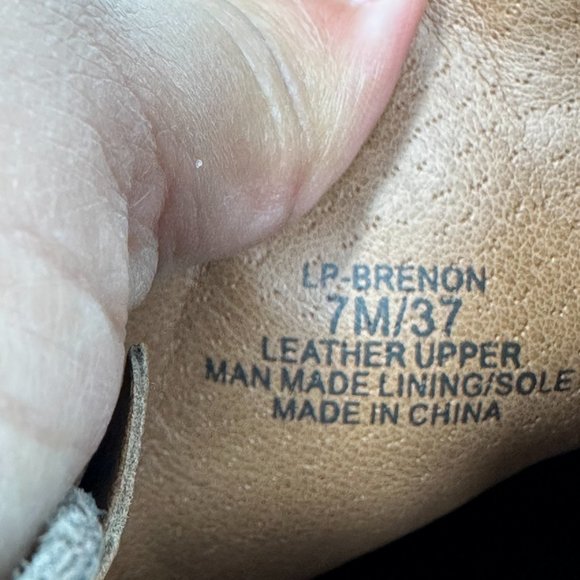 LP-BRENON
7M/37
LEATHER UPPER
MAN MADE LINING/SOLE
MADE IN CHINA